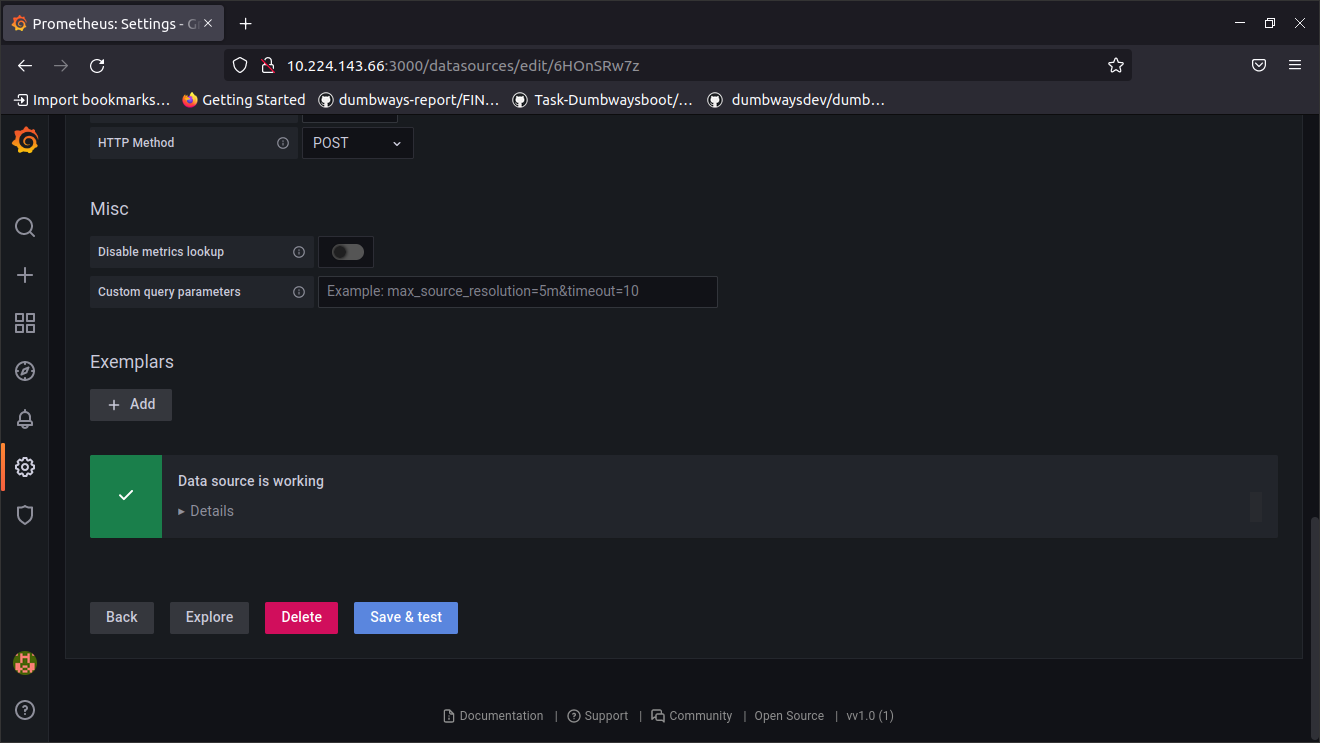 Prometheus: Settings - G
10.224.143.66:3000/datasources/edit/6HOnSRw7z
Import bookmarks… Getting Started dumbways-report/FIN… Task-Dumbwaysboot/… dumbwaysdev/dumb…
HTTP Method POST
Misc
Disable metrics lookup
Custom query parameters Example: max_source_resolution=5m&timeout=10
Exemplars
+ Add
Data source is working
Details
Back Explore Delete Save & test
Documentation | Support | Community | Open Source | vv1.0 (1)